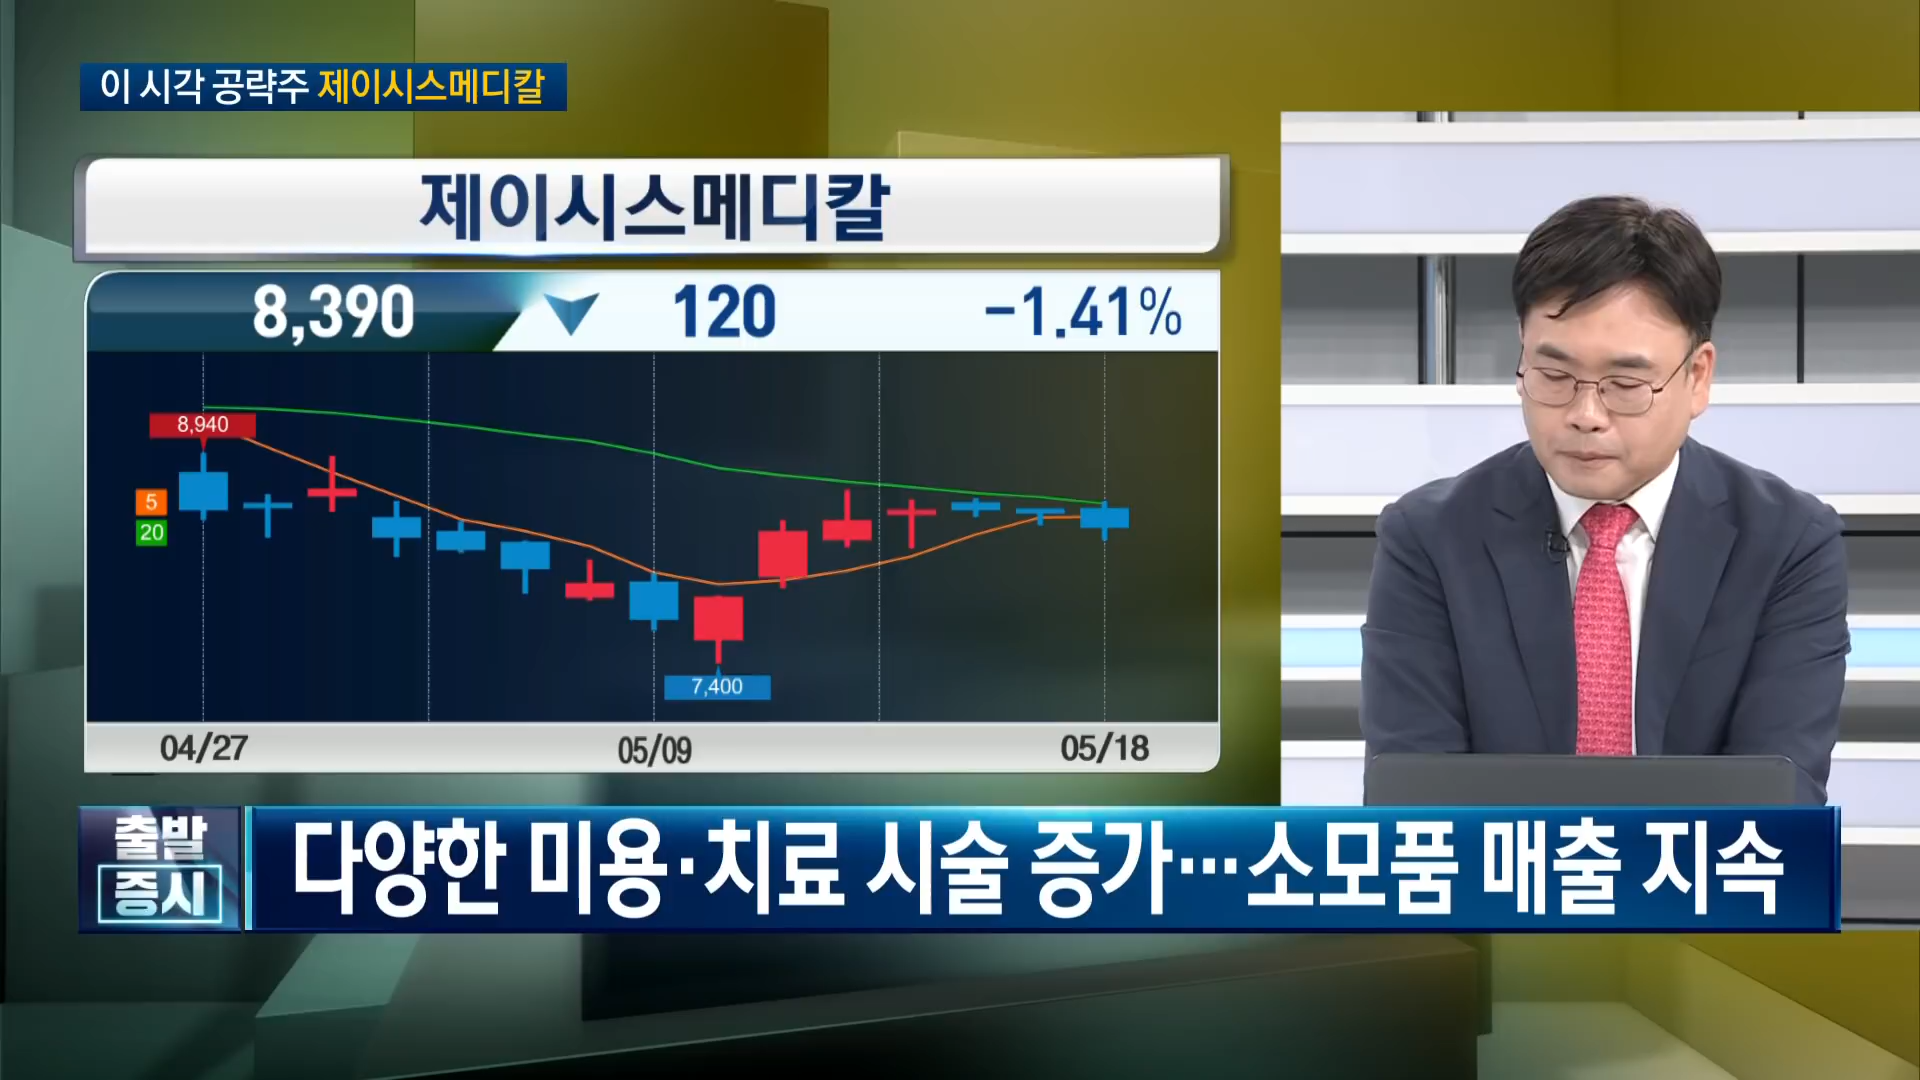 이 시각 공략주 제이시스메디칼
제이시스메디칼
8,390 ▼ 120 -1.41%
8,940
5
20
7,400
04/27 05/09 05/18
출발
증시
다양한 미용·치료 시술 증가…소모품 매출 지속